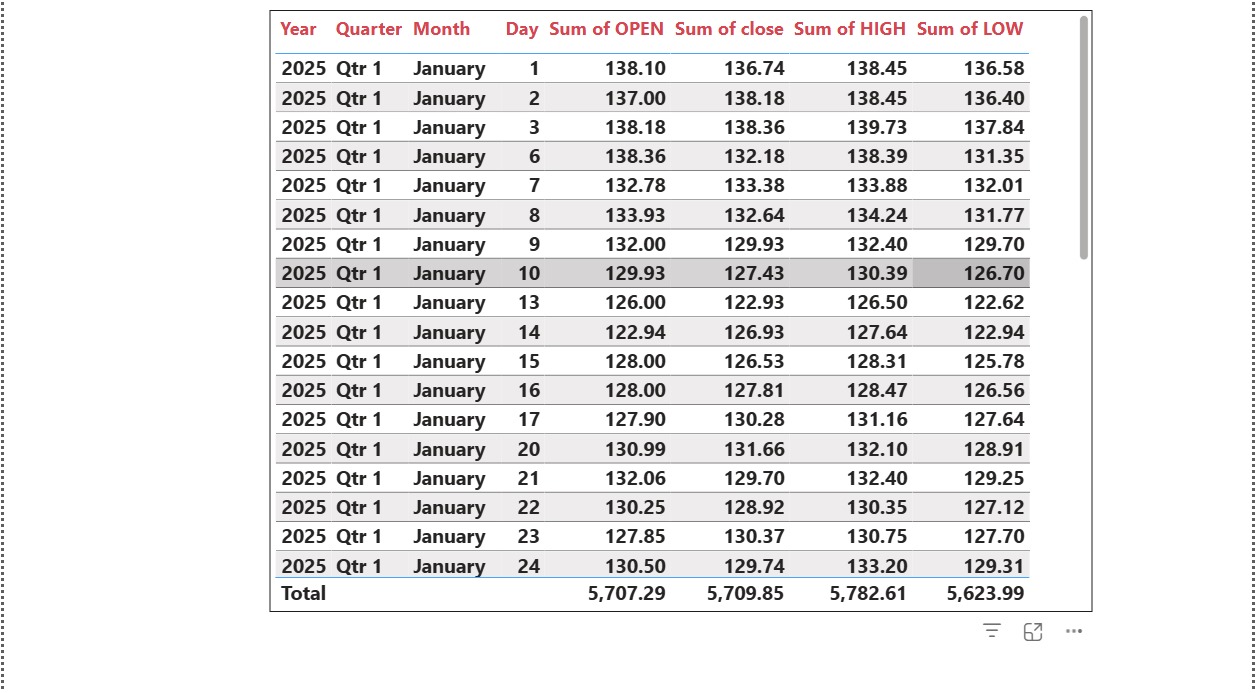 Year Quarter Month Day Sum of OPEN Sum of close Sum of HIGH Sum of LOW
2025 Qtr 1 January 1 138.10 136.74 138.45 136.58
2025 Qtr 1 January 2 137.00 138.18 138.45 136.40
2025 Qtr 1 January 3 138.18 138.36 139.73 137.84
2025 Qtr 1 January 6 138.36 132.18 138.39 131.35
2025 Qtr 1 January 7 132.78 133.38 133.88 132.01
2025 Qtr 1 January 8 133.93 132.64 134.24 131.77
2025 Qtr 1 January 9 132.00 129.93 132.40 129.70
2025 Qtr 1 January 10 129.93 127.43 130.39 126.70
2025 Qtr 1 January 13 126.00 122.93 126.50 122.62
2025 Qtr 1 January 14 122.94 126.93 127.64 122.94
2025 Qtr 1 January 15 128.00 126.53 128.31 125.78
2025 Qtr 1 January 16 128.00 127.81 128.47 126.56
2025 Qtr 1 January 17 127.90 130.28 131.16 127.64
2025 Qtr 1 January 20 130.99 131.66 132.10 128.91
2025 Qtr 1 January 21 132.06 129.70 132.40 129.25
2025 Qtr 1 January 22 130.25 128.92 130.35 127.12
2025 Qtr 1 January 23 127.85 130.37 130.75 127.70
2025 Qtr 1 January 24 130.50 129.74 133.20 129.31
Total 5,707.29 5,709.85 5,782.61 5,623.99